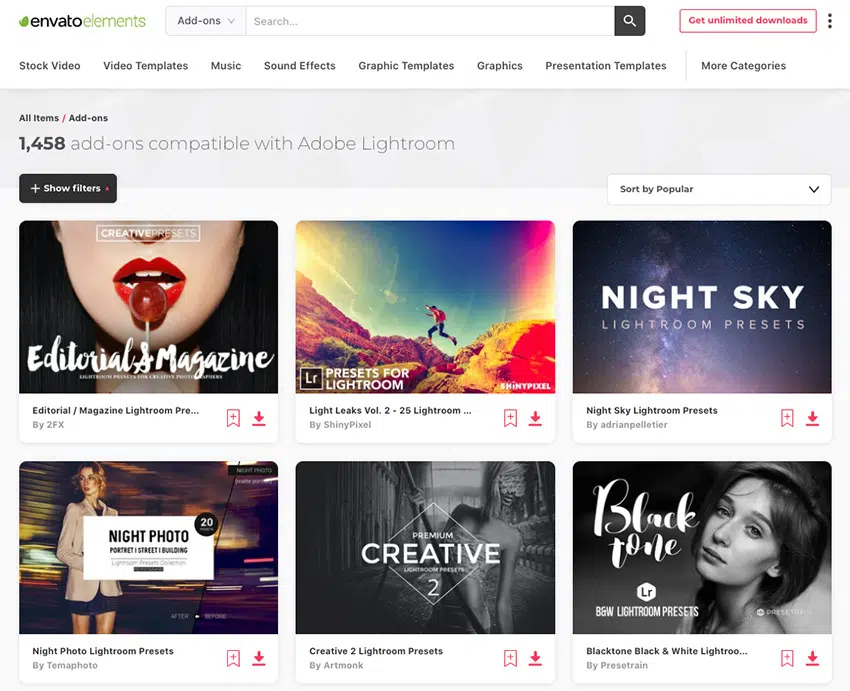 envatoelements
Add-ons
Search...
Get unlimited downloads
Stock Video
Video Templates
Music
Sound Effects
Graphic Templates
Graphics
Presentation Templates
More Categories
All Items / Add-ons
1,458 add-ons compatible with Adobe Lightroom
+ Show filters
Sort by Popular
CREATIVEPRESETS
Editorial & Magazine
LIGHTROOM PRESETS FOR CREATIVE PHOTOGRAPHERS
Editorial / Magazine Lightroom Pre...
By 2FX
Lr
PRESETS FOR
LIGHTROOM
SHINYPIXEL
Light Leaks Vol. 2 - 25 Lightroom ...
By ShinyPixel
NIGHT SKY
LIGHTROOM PRESETS
Night Sky Lightroom Presets
By adrianpelletier
NIGHT PHOTO
(matte portrait)
20
PRESETS
NIGHT PHOTO
PORTRET | STREET | BUILDING
Lightroom Presets Collection
AFTER
BEFORE
Night Photo Lightroom Presets
By Temaphoto
PREMIUM
CREATIVE
LIGHTROOM PRESETS
2
Creative 2 Lightroom Presets
By Artmonk
Black
tone
Lr
B&W LIGHTROOM PRESETS
PRESETRAIN
Blacktone Black & White Lightroo...
By Presetrain